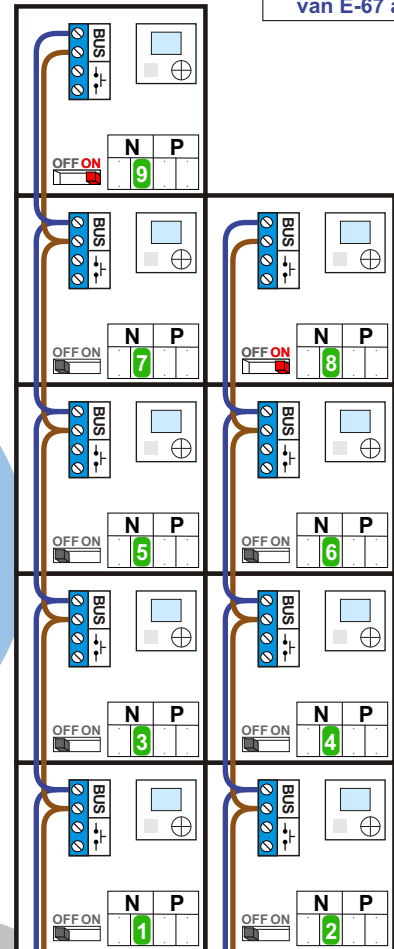 van E-67 a
BUS
N P
OFF ON
9
BUS
N P
OFF ON
7
BUS
N P
OFF ON
8
BUS
N P
OFF ON
5
BUS
N P
OFF ON
6
BUS
N P
OFF ON
3
BUS
N P
OFF ON
4
BUS
N P
OFF ON
1
BUS
N P
OFF ON
2